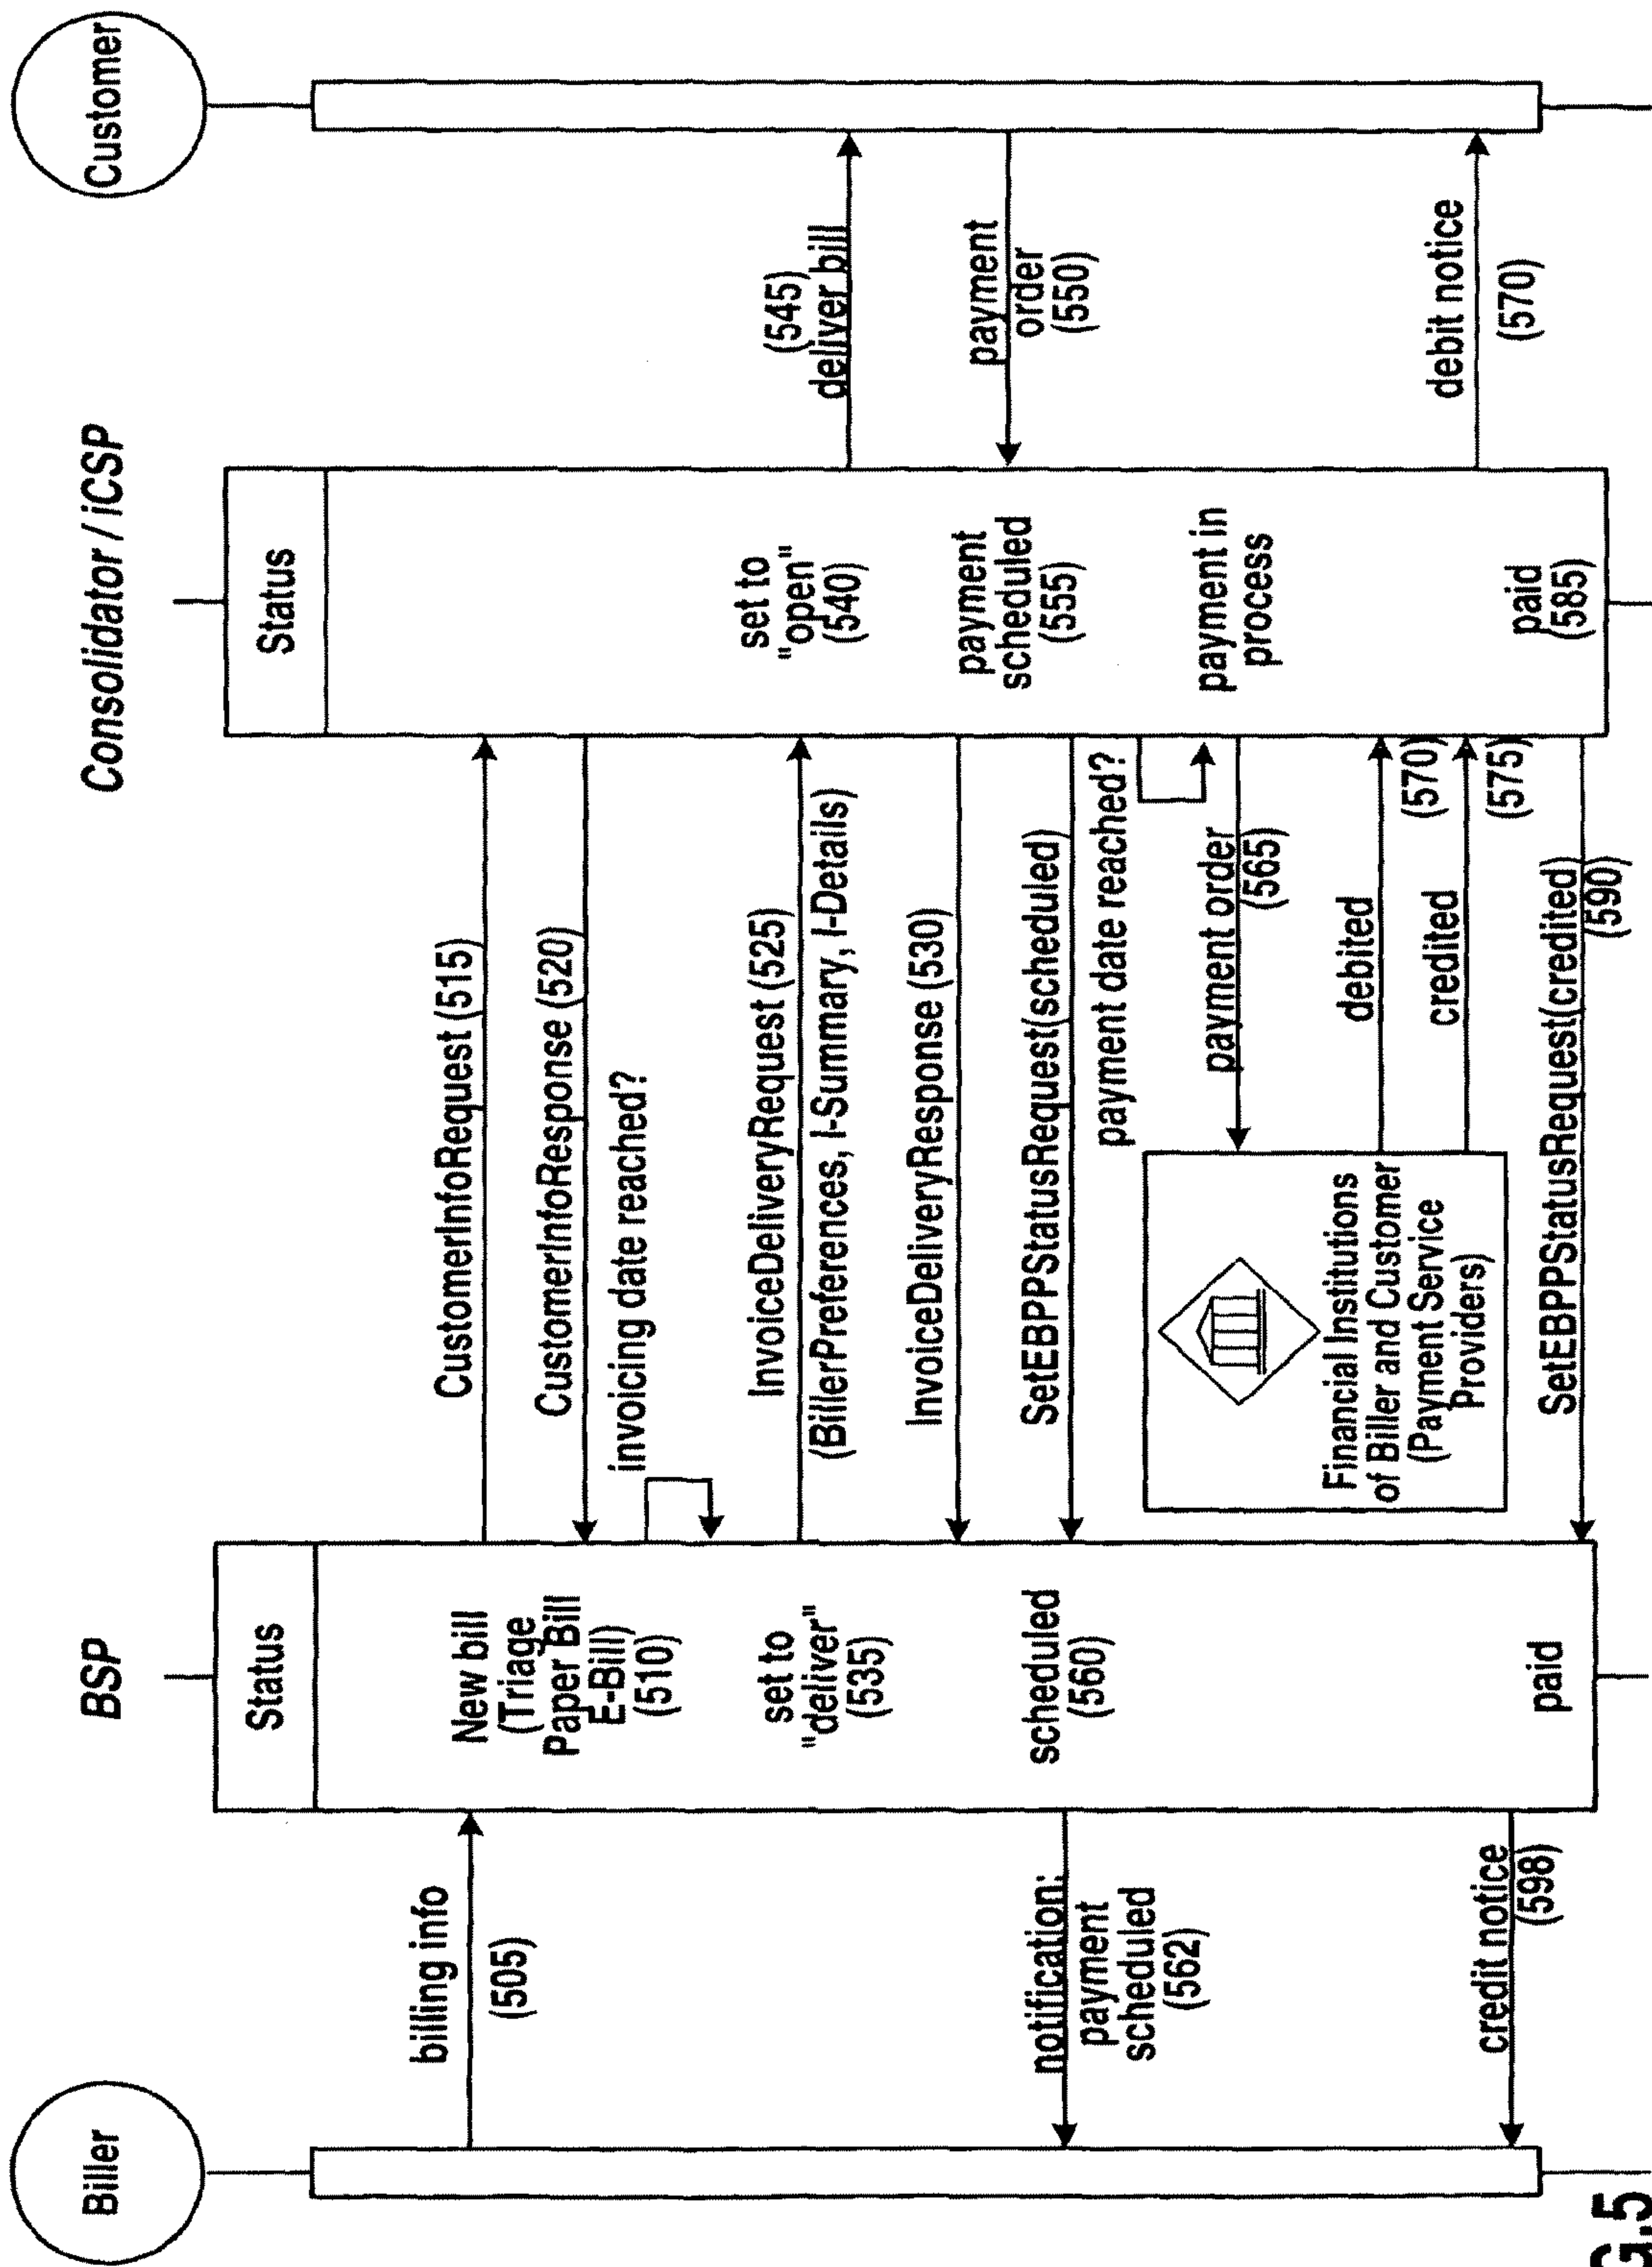 Biller
BSP
Consolidator / iCSP
Customer
Status
Status
billing info
(505)
New bill
(Triage
Paper Bill
E-Bill)
(510)
CustomerInfoRequest (515)
CustomerInfoResponse (520)
invoicing date reached?
set to
"deliver"
(535)
InvoiceDeliveryRequest (525)
(BillerPreferences, I-Summary, I-Details)
set to
"open"
(540)
(545)
deliver bill
InvoiceDeliveryResponse (530)
payment
scheduled
(555)
payment
order
(550)
notification:
payment
scheduled
(562)
scheduled
(560)
SetEBPPStatusRequest(scheduled)
payment date reached?
payment in
process
payment order
(565)
Financial Institutions
of Biller and Customer
(Payment Service
Providers)
debited
(570)
credited
(575)
debit notice
(570)
credit notice
(598)
paid
SetEBPPStatusRequest(credited)
(590)
paid
(585)
G.5